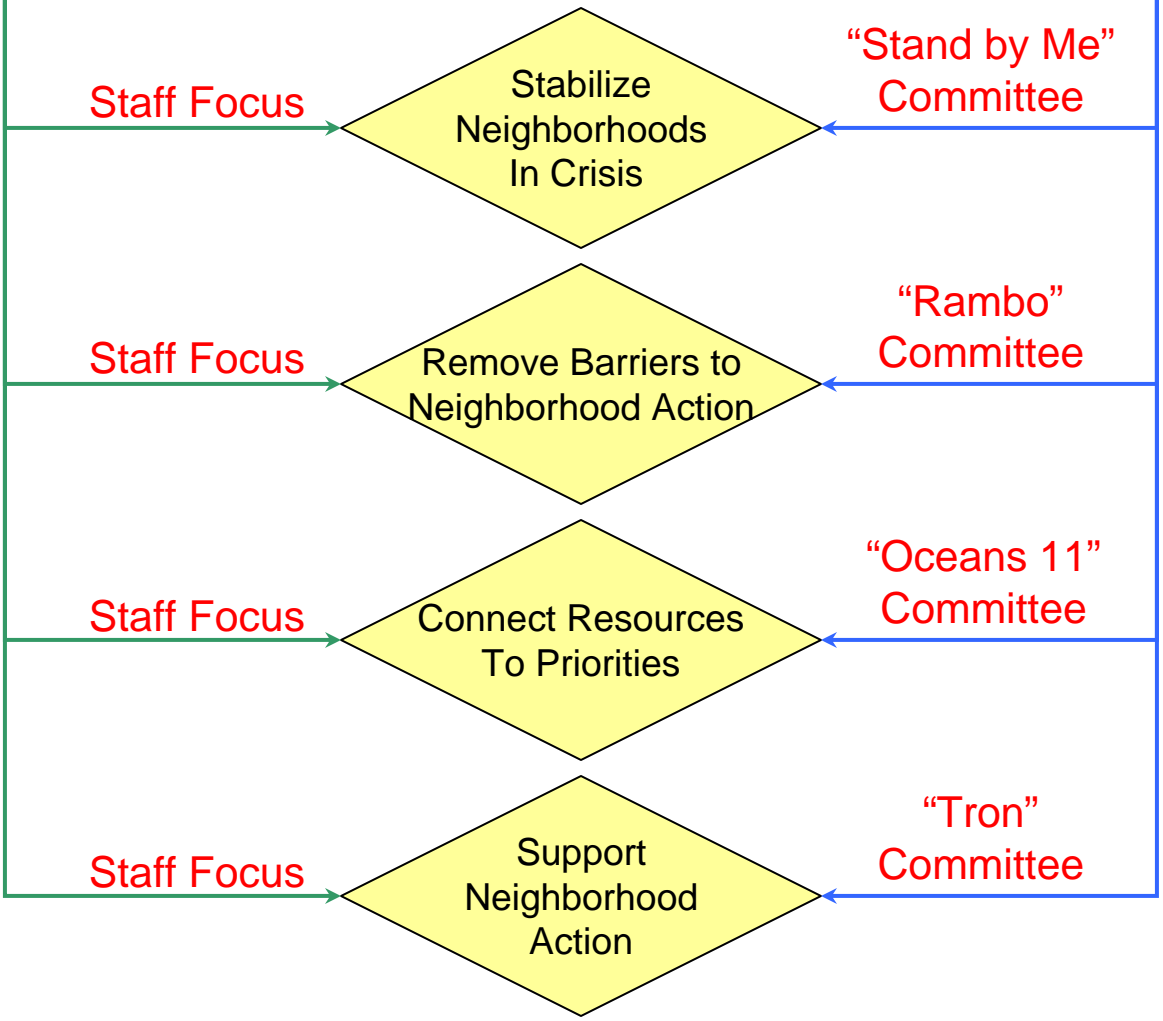 Staff Focus
Stabilize
Neighborhoods
In Crisis
“Stand by Me”
Committee
Staff Focus
Remove Barriers to
Neighborhood Action
“Rambo”
Committee
Staff Focus
Connect Resources
To Priorities
“Oceans 11”
Committee
Staff Focus
Support
Neighborhood
Action
“Tron”
Committee